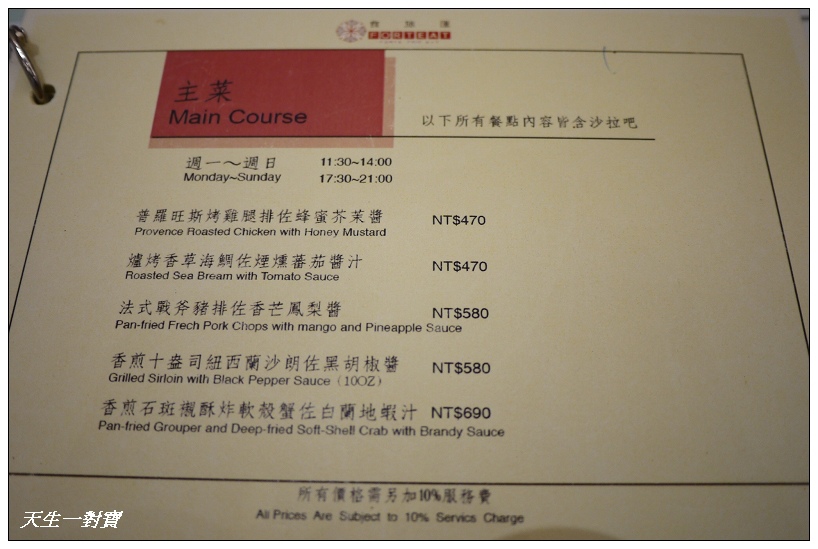 食旅匯
FORTEAT
主菜
Main Course
以下所有餐點內容皆含沙拉吧
週一～週日 11:30~14:00
Monday~Sunday 17:30~21:00
普羅旺斯烤雞腿排佐蜂蜜芥茉醬 NT$470
Provence Roasted Chicken with Honey Mustard
爐烤香草海鯛佐煙燻蕃茄醬汁 NT$470
Roasted Sea Bream with Tomato Sauce
法式戰斧豬排佐香芒鳳梨醬 NT$580
Pan-fried Frech Pork Chops with mango and Pineapple Sauce
香煎十盎司紐西蘭沙朗佐黑胡椒醬 NT$580
Grilled Sirloin with Black Pepper Sauce (10OZ)
香煎石斑襯酥炸軟殼蟹佐白蘭地蝦汁 NT$690
Pan-fried Grouper and Deep-fried Soft-Shell Crab with Brandy Sauce
所有價格需另加10%服務費
All Prices Are Subject to 10% Servics Charge
天生一對寶